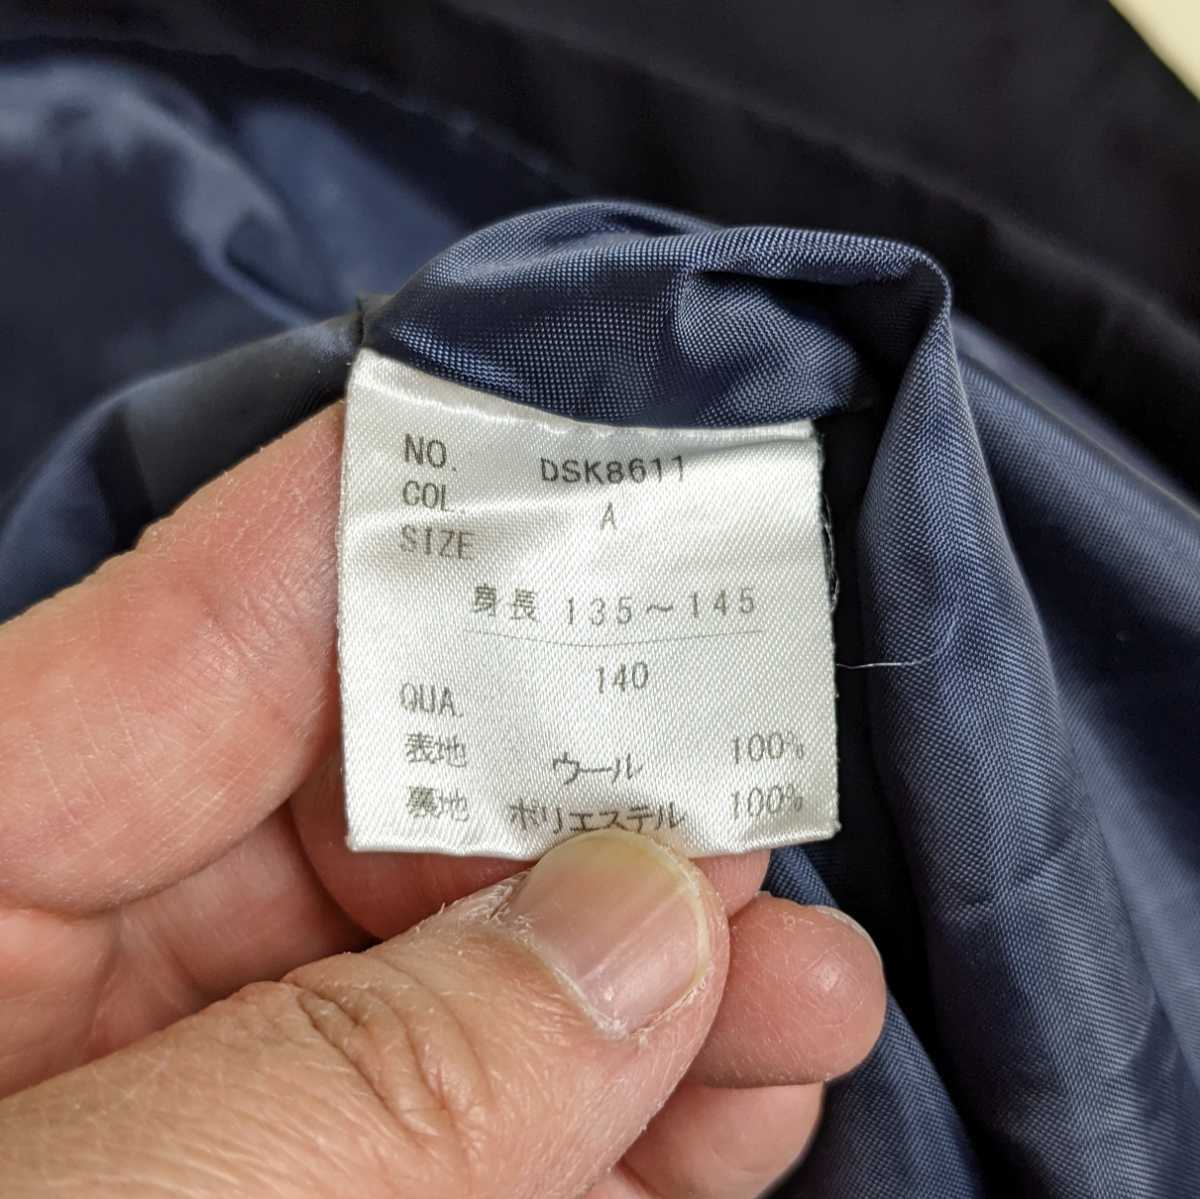 NO. DSK8611
COL. A
SIZE
身長 135～145
140
QUA.
表地 ウール 100%
裏地 ポリエステル 100%